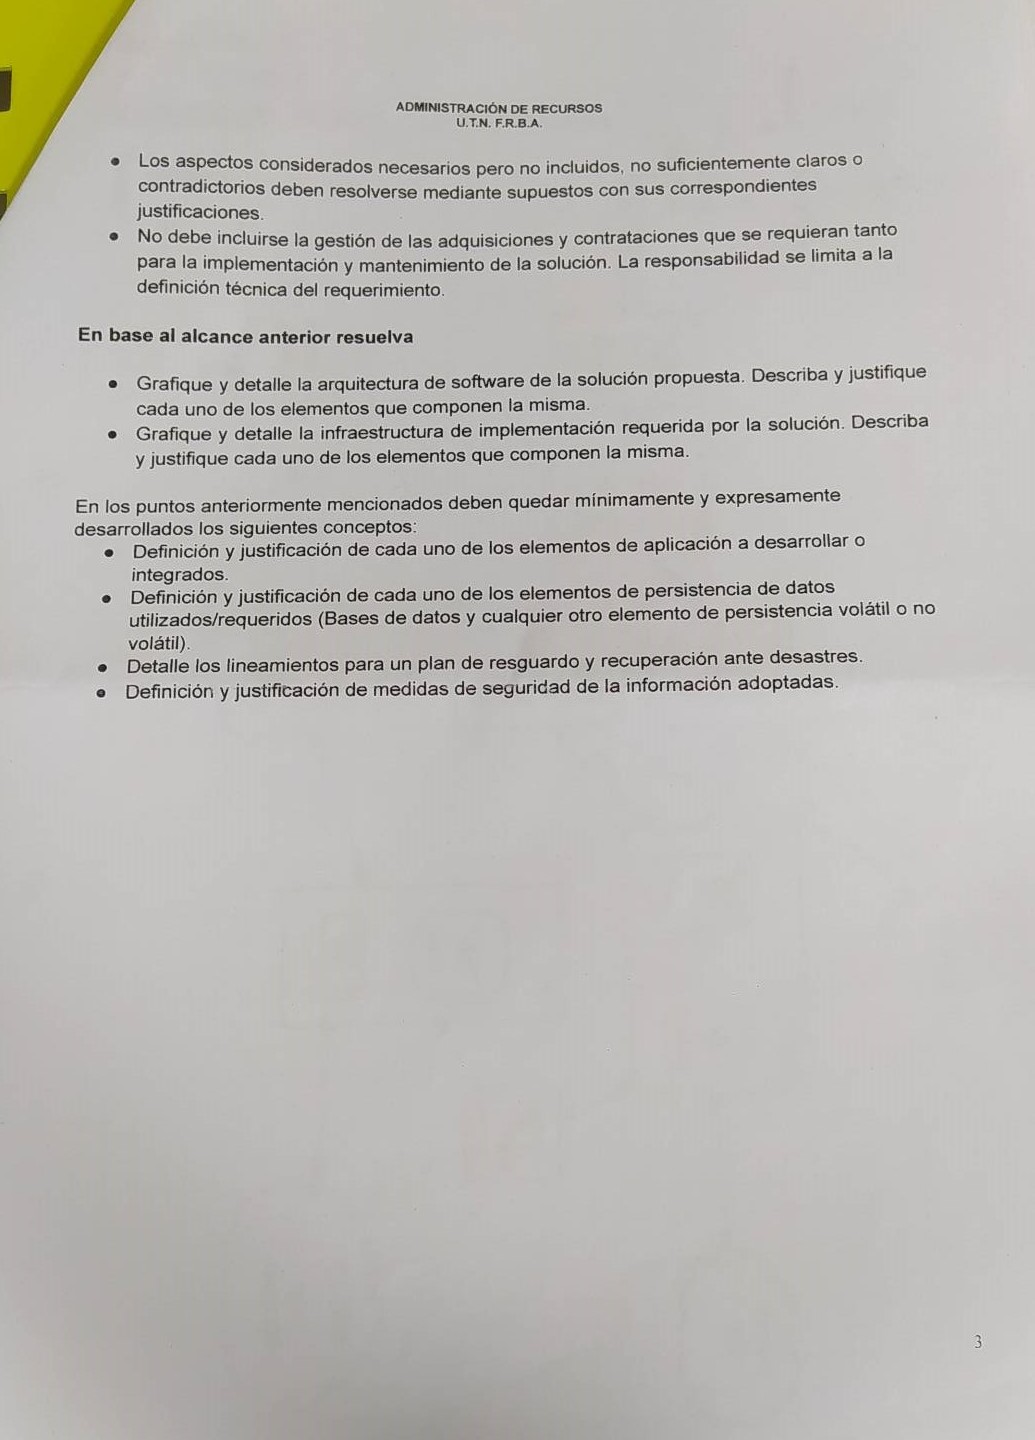 ADMINISTRACIÓN DE RECURSOS
U.T.N. F.R.B.A.
• Los aspectos considerados necesarios pero no incluidos, no suficientemente claros o
contradictorios deben resolverse mediante supuestos con sus correspondientes
justificaciones.
• No debe incluirse la gestión de las adquisiciones y contrataciones que se requieran tanto
para la implementación y mantenimiento de la solución. La responsabilidad se limita a la
definición técnica del requerimiento.
En base al alcance anterior resuelva
• Grafique y detalle la arquitectura de software de la solución propuesta. Describa y justifique
cada uno de los elementos que componen la misma.
• Grafique y detalle la infraestructura de implementación requerida por la solución. Describa
y justifique cada uno de los elementos que componen la misma.
En los puntos anteriormente mencionados deben quedar mínimamente y expresamente
desarrollados los siguientes conceptos:
• Definición y justificación de cada uno de los elementos de aplicación a desarrollar o
integrados.
• Definición y justificación de cada uno de los elementos de persistencia de datos
utilizados/requeridos (Bases de datos y cualquier otro elemento de persistencia volátil o no
volátil).
• Detalle los lineamientos para un plan de resguardo y recuperación ante desastres.
• Definición y justificación de medidas de seguridad de la información adoptadas.
3